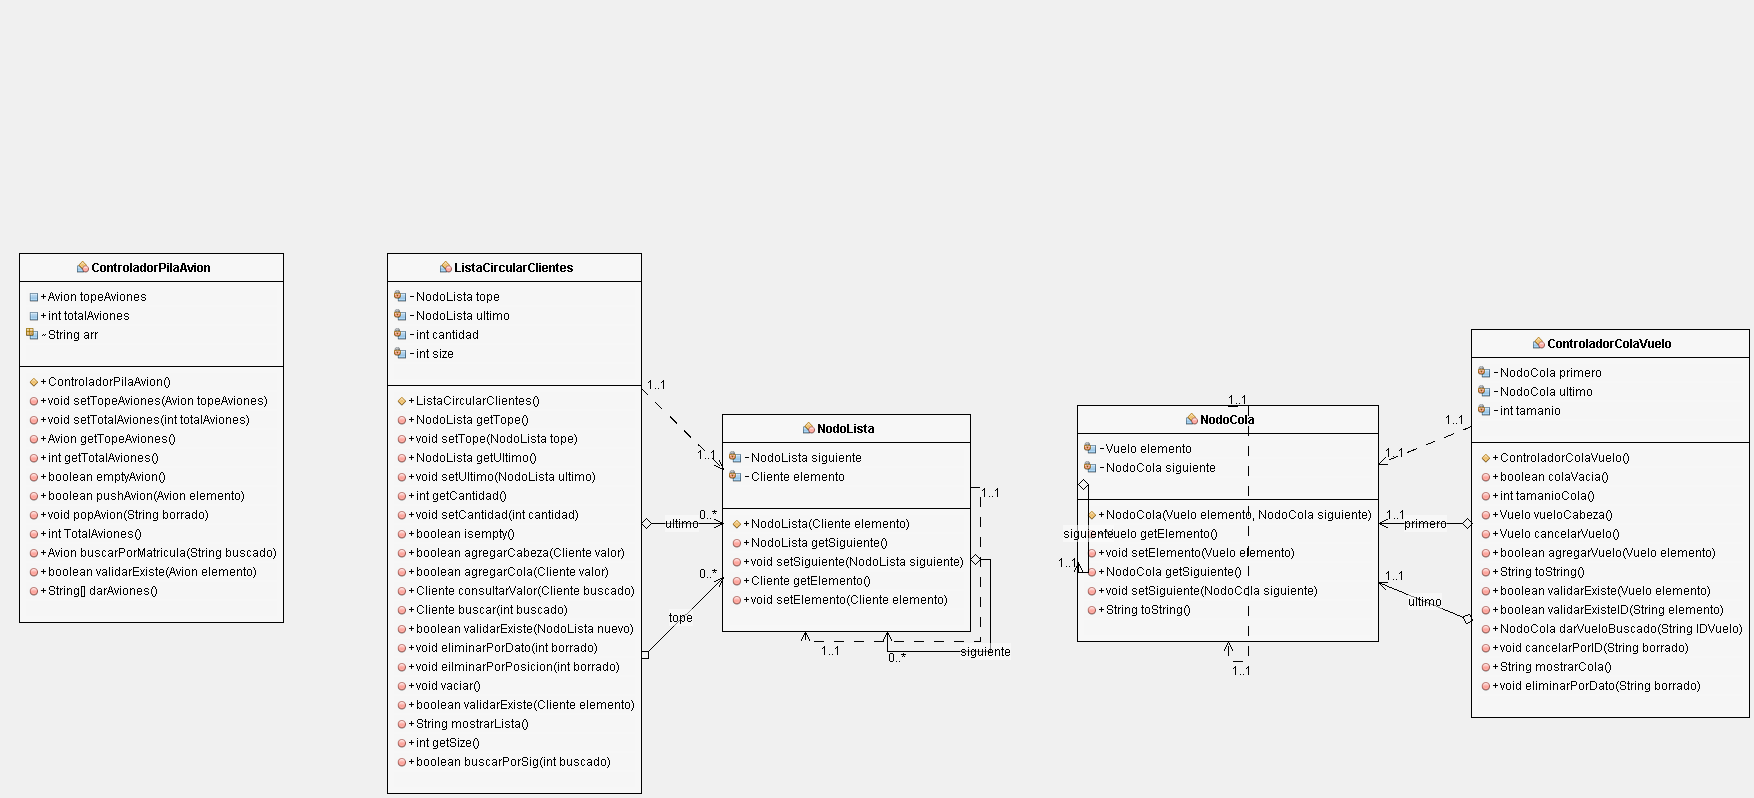 ControladorPilaAvion
+Avion topeAviones
+int totalAviones
~String arr
+ControladorPilaAvion()
+void setTopeAviones(Avion topeAviones)
+void setTotalAviones(int totalAviones)
+Avion getTopeAviones()
+int getTotalAviones()
+boolean emptyAvion()
+boolean pushAvion(Avion elemento)
+void popAvion(String borrado)
+int TotalAviones()
+Avion buscarPorMatricula(String buscado)
+boolean validarExiste(Avion elemento)
+String[] darAviones()
ListaCircularClientes
-NodoLista tope
-NodoLista ultimo
-int cantidad
-int size
+ListaCircularClientes()
+NodoLista getTope()
+void setTope(NodoLista tope)
+NodoLista getUltimo()
+void setUltimo(NodoLista ultimo)
+int getCantidad()
+void setCantidad(int cantidad)
+boolean isempty()
+boolean agregarCabeza(Cliente valor)
+boolean agregarCola(Cliente valor)
+Cliente consultarValor(Cliente buscado)
+Cliente buscar(int buscado)
+boolean validarExiste(NodoLista nuevo)
+void eliminarPorDato(int borrado)
+void eilminarPorPosicion(int borrado)
+void vaciar()
+boolean validarExiste(Cliente elemento)
+String mostrarLista()
+int getSize()
+boolean buscarPorSig(int buscado)
1..1
1..1
ultimo
0..*
0..*
tope
NodoLista
-NodoLista siguiente
-Cliente elemento
+NodoLista(Cliente elemento)
+NodoLista getSiguiente()
+void setSiguiente(NodoLista siguiente)
+Cliente getElemento()
+void setElemento(Cliente elemento)
1..1
1..1
0..*
siguiente
1..1
NodoCola
-Vuelo elemento
-NodoCola siguiente
+NodoCola(Vuelo elemento, NodoCola siguiente)
+Vuelo getElemento()
+void setElemento(Vuelo elemento)
+NodoCola getSiguiente()
+void setSiguiente(NodoCola siguiente)
+String toString()
siguiente
1..1
1..1
1..1
1..1
1..1
primero
1..1
ultimo
ControladorColaVuelo
-NodoCola primero
-NodoCola ultimo
-int tamanio
+ControladorColaVuelo()
+boolean colaVacia()
+int tamanioCola()
+Vuelo vueloCabeza()
+Vuelo cancelarVuelo()
+boolean agregarVuelo(Vuelo elemento)
+String toString()
+boolean validarExiste(Vuelo elemento)
+boolean validarExisteID(String elemento)
+NodoCola darVueloBuscado(String IDVuelo)
+void cancelarPorID(String borrado)
+String mostrarCola()
+void eliminarPorDato(String borrado)